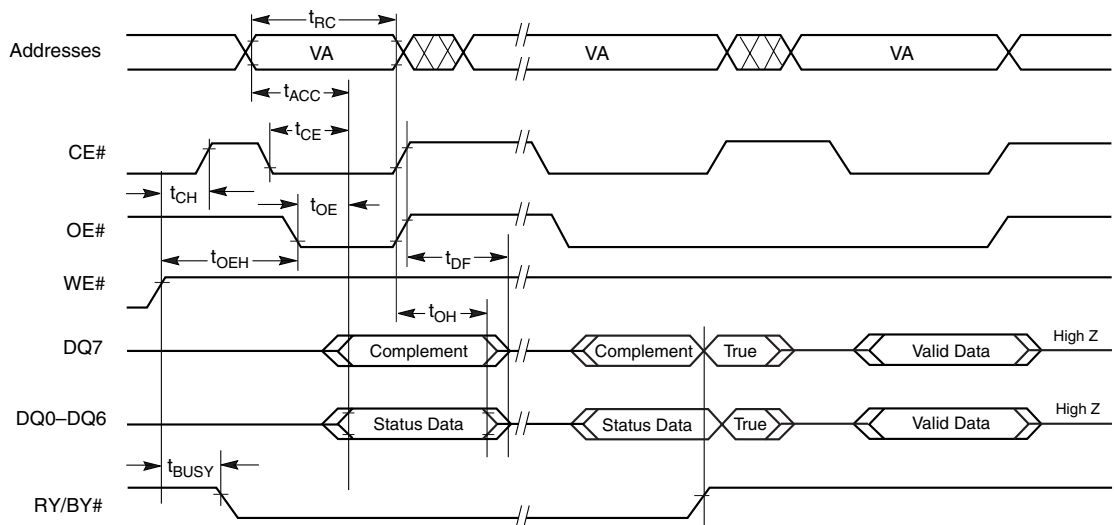 tRC
Addresses VA VA VA
tACC
tCE
CE#
tCH tOE
OE#
tOEH tDF
WE#
tOH
DQ7 Complement Complement True Valid Data High Z
DQ0–DQ6 Status Data Status Data True Valid Data High Z
tBUSY
RY/BY#